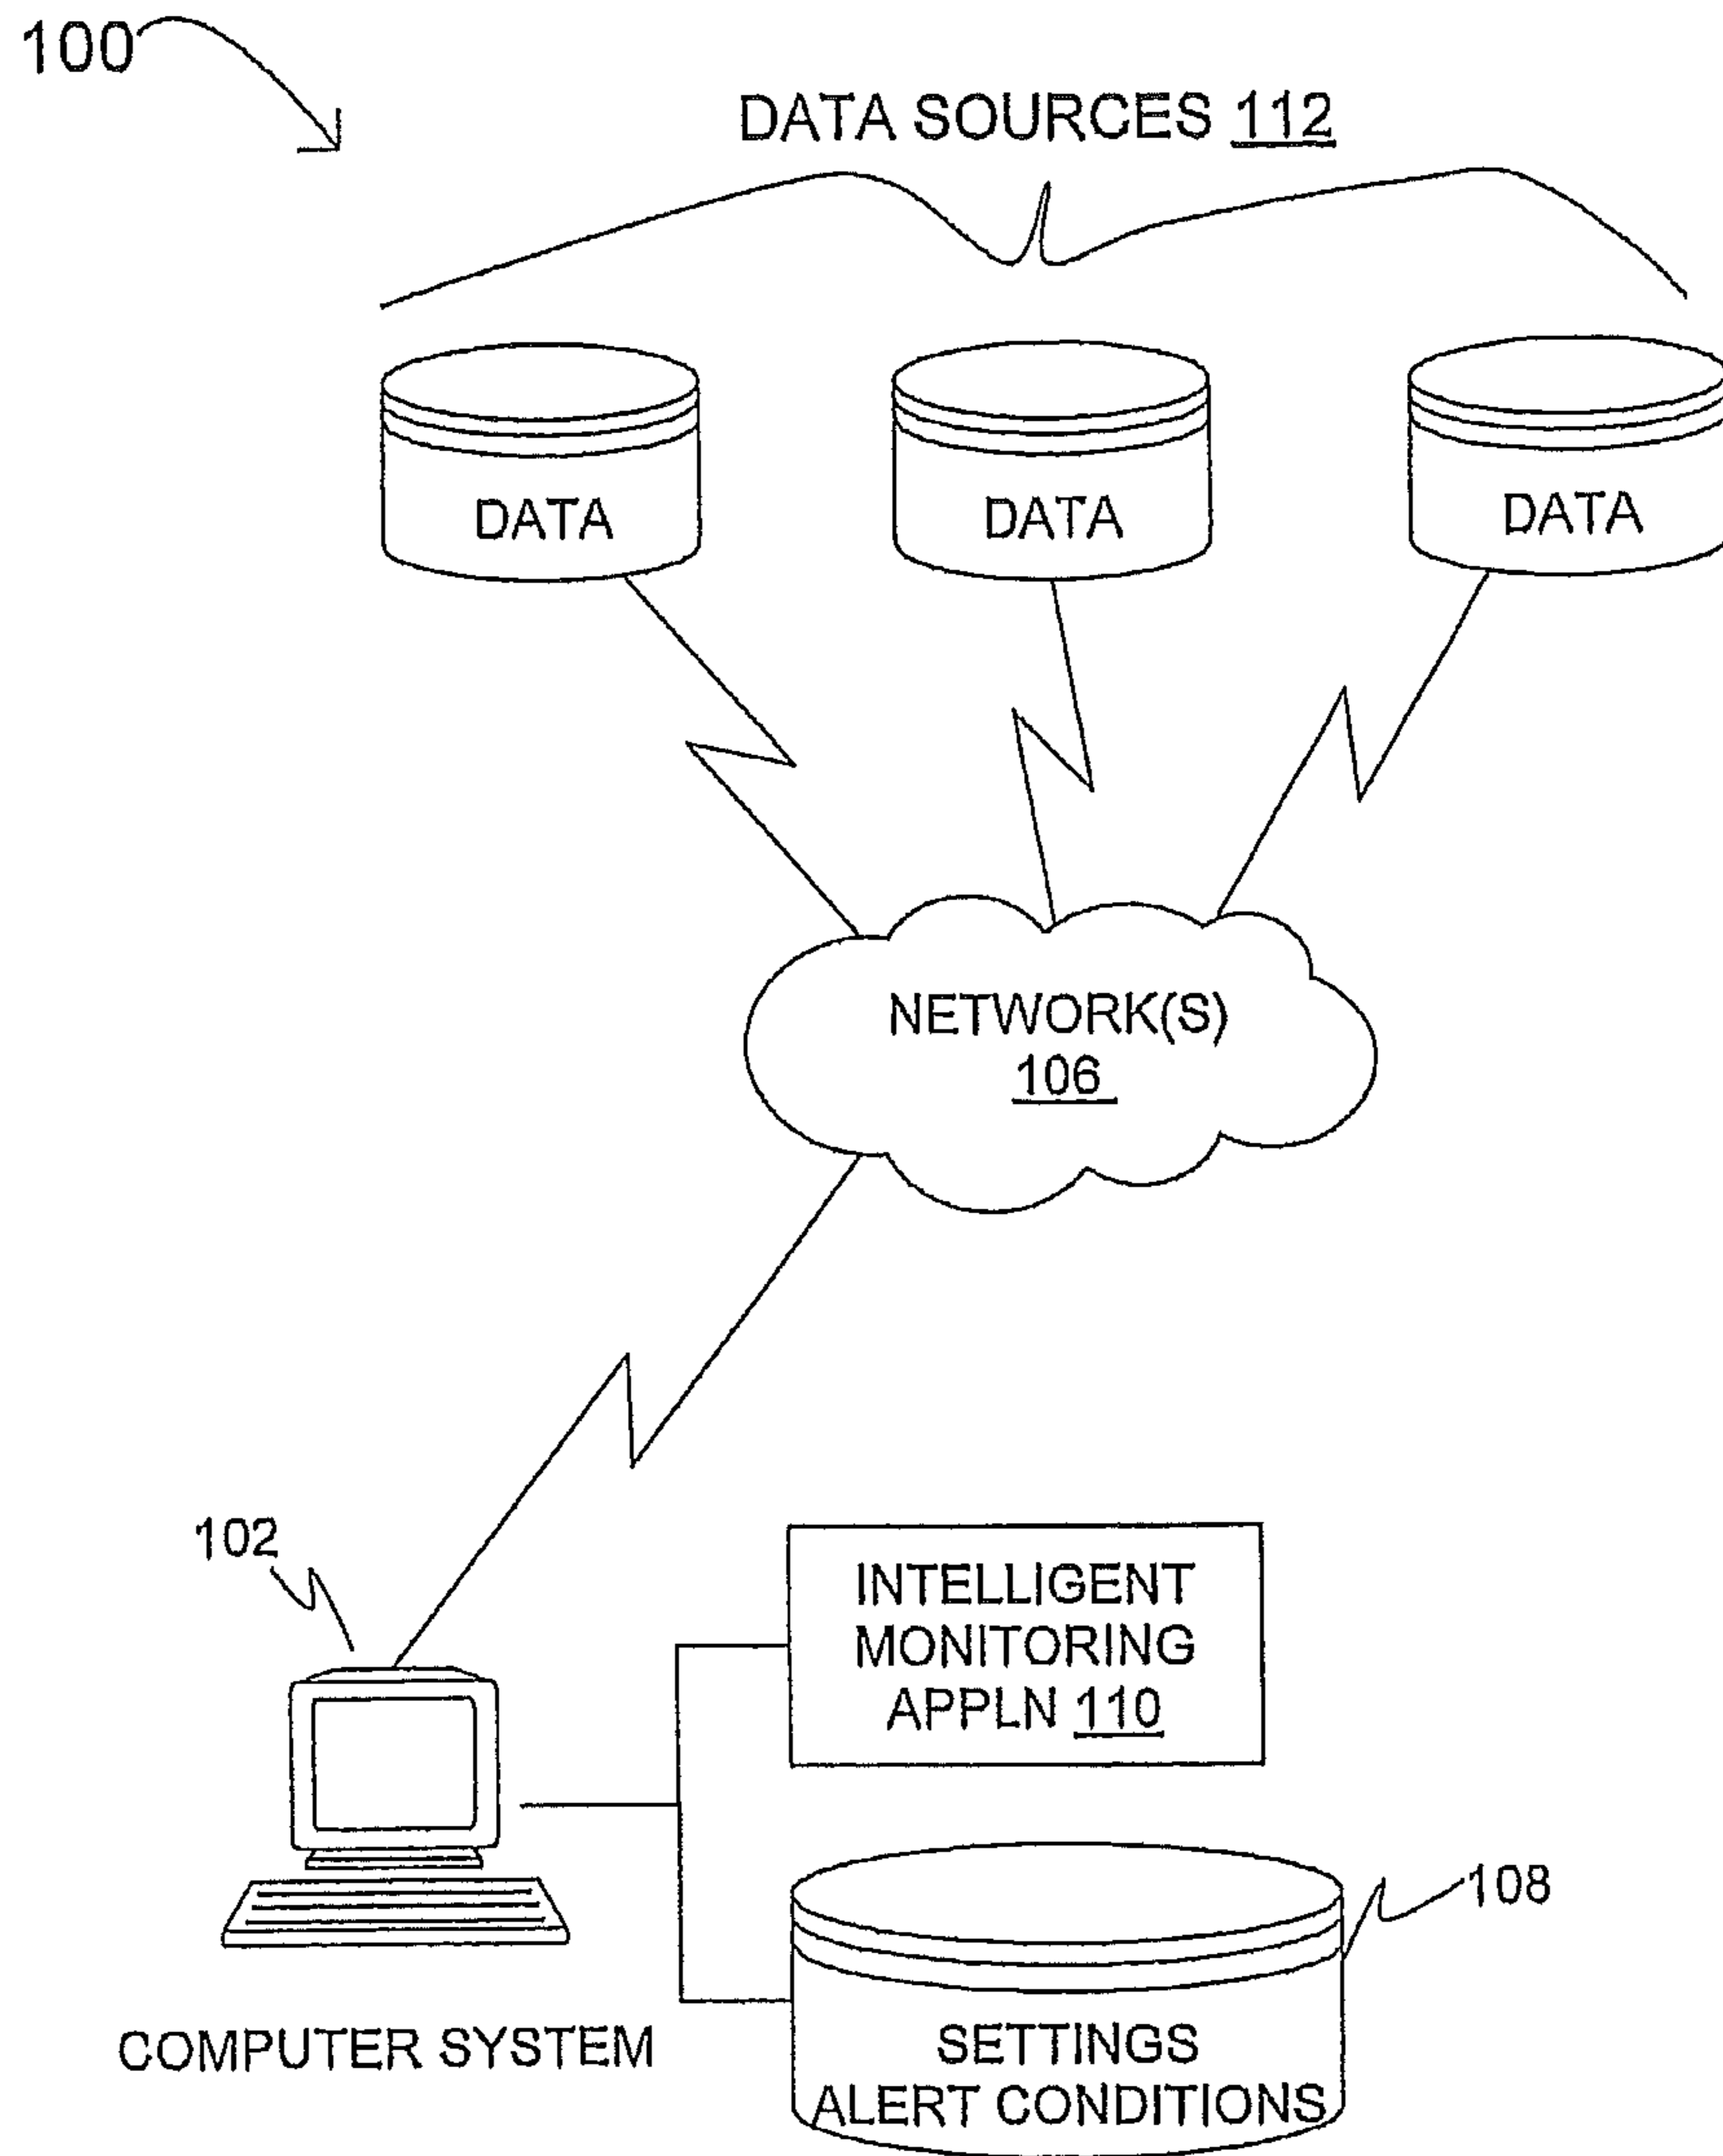 100
DATA SOURCES 112
DATA
DATA
DATA
NETWORK(S)
106
102
INTELLIGENT
MONITORING
APPLN 110
108
COMPUTER SYSTEM
SETTINGS
ALERT CONDITIONS